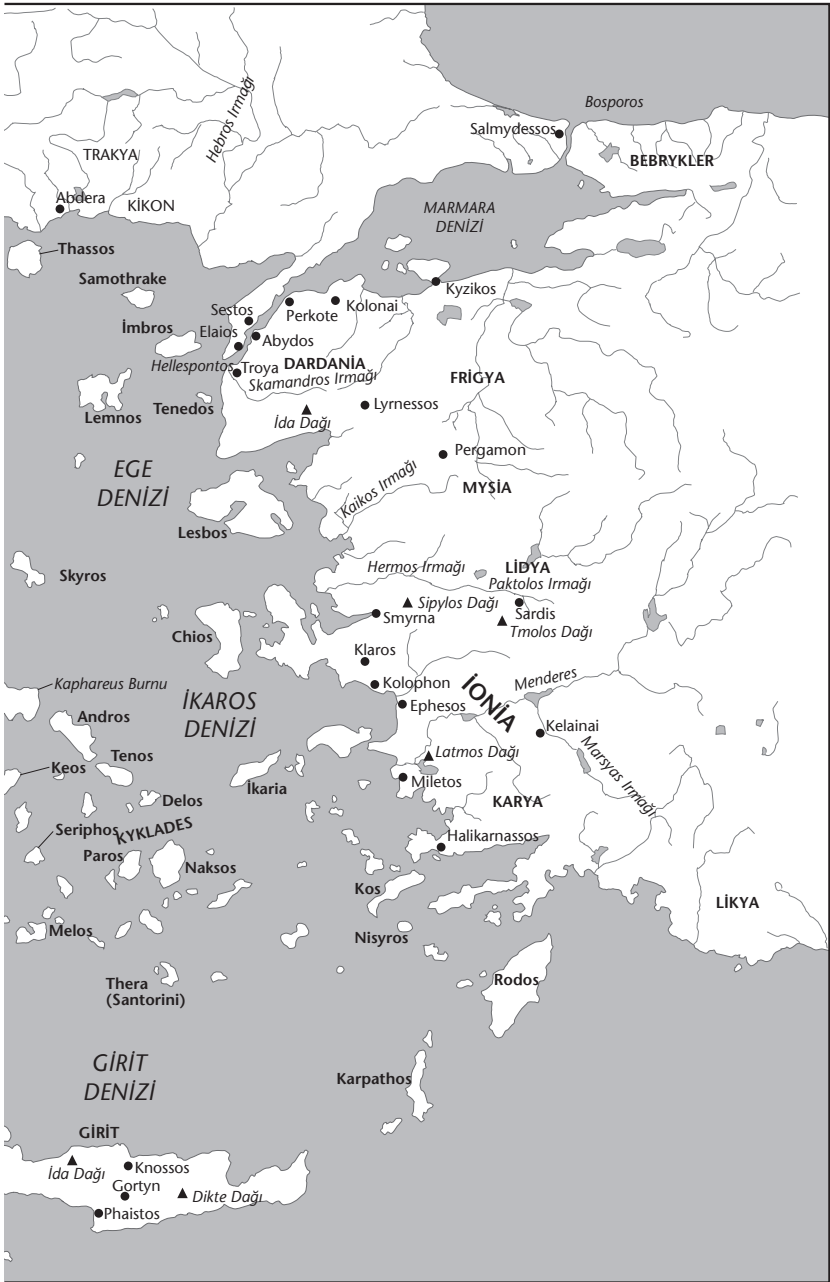 Bosporos
Hebros Irmağı
Salmydessos
TRAKYA
BEBRYKLER
Abdera
KİKON
MARMARA
DENİZİ
Thassos
Samothrake
Kyzikos
Sestos
Perkote
Kolonai
İmbros
Elaios
Abydos
Hellespontos
Troya
DARDANİA
Skamandros Irmağı
FRİGYA
Lemnos
Tenedos
İda Dağı
Lyrnessos
EGE
DENİZİ
Pergamon
Kaikos Irmağı
MYSİA
Lesbos
Skyros
Hermos Irmağı
LİDYA
Paktolos Irmağı
Sipylos Dağı
Sardis
Smyrna
Tmolos Dağı
Chios
Klaros
Kaphareus Burnu
Kolophon
İKAROS
DENİZİ
İONİA
Menderes
Ephesos
Andros
Kelainai
Tenos
Latmos Dağı
Marsyas Irmağı
Keos
İkaria
Miletos
Delos
KARYA
Seriphos
KYKLADES
Halikarnassos
Paros
Naksos
Kos
LİKYA
Melos
Nisyros
Thera
(Santorini)
Rodos
GİRİT
DENİZİ
Karpathos
GİRİT
Knossos
İda Dağı
Gortyn
Dikte Dağı
Phaistos